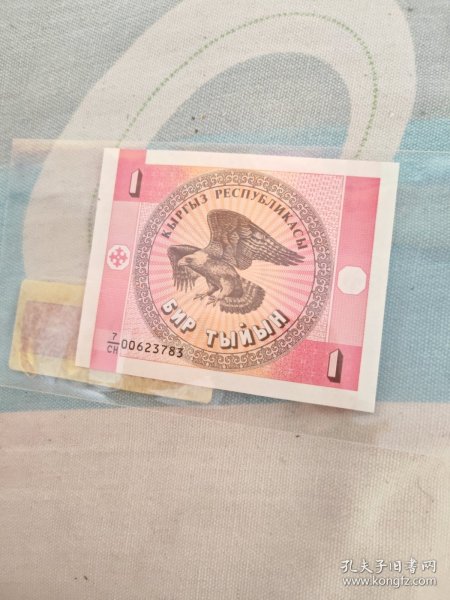 1
КЫРГЫЗ РЕСПУБЛИКАСЫ
БИР ТЫЙЫН
7/CH 00623783
1
孔夫子旧书网
www.kongfz.com